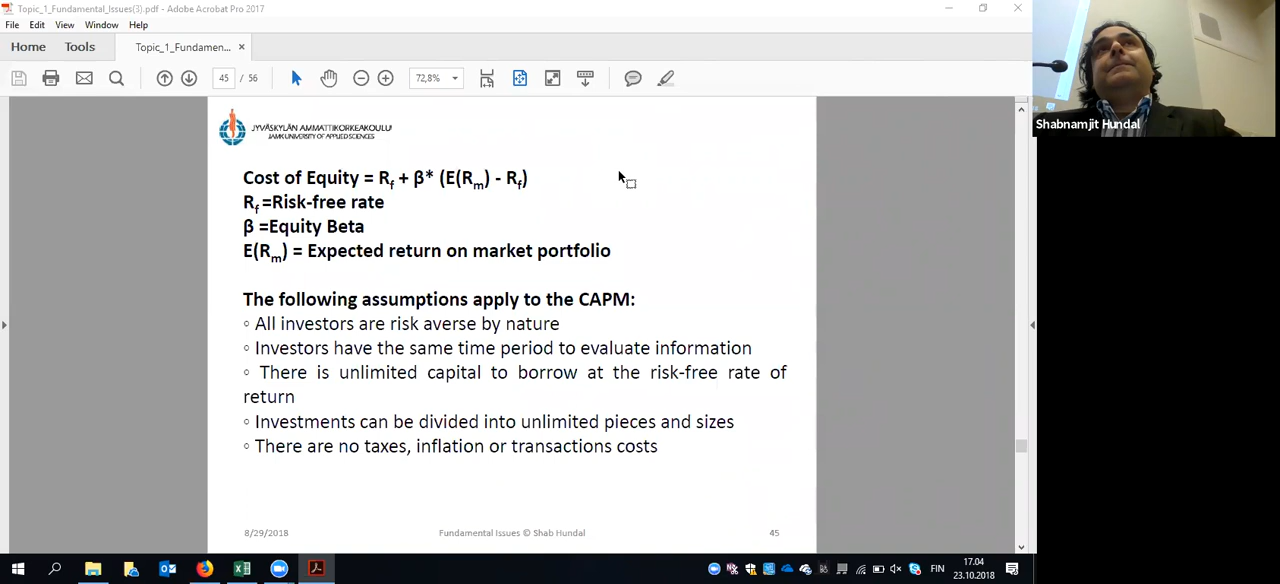 Topic_1_Fundamental_Issues(3).pdf - Adobe Acrobat Pro 2017
File Edit View Window Help
Home Tools Topic_1_Fundamen... ×
45 / 56 72,8%
JYVÄSKYLÄN AMMATTIKORKEAKOULU
JAMK UNIVERSITY OF APPLIED SCIENCES
Cost of Equity = Rf + β* (E(Rm) - Rf)
Rf =Risk-free rate
β =Equity Beta
E(Rm) = Expected return on market portfolio
The following assumptions apply to the CAPM:
◦ All investors are risk averse by nature
◦ Investors have the same time period to evaluate information
◦ There is unlimited capital to borrow at the risk-free rate of
return
◦ Investments can be divided into unlimited pieces and sizes
◦ There are no taxes, inflation or transactions costs
8/29/2018 Fundamental Issues © Shab Hundal 45
Shabnamjit Hundal
FIN
17.04
23.10.2018